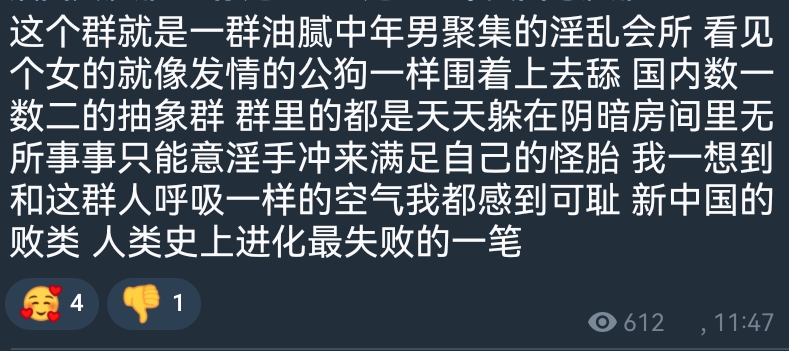 这个群就是一群油腻中年男聚集的淫乱会所 看见
个女的就像发情的公狗一样围着上去舔 国内数一
数二的抽象群 群里的都是天天躲在阴暗房间里无
所事事只能意淫手冲来满足自己的怪胎 我一想到
和这群人呼吸一样的空气我都感到可耻 新中国的
败类 人类史上进化最失败的一笔
4 1
612 , 11:47